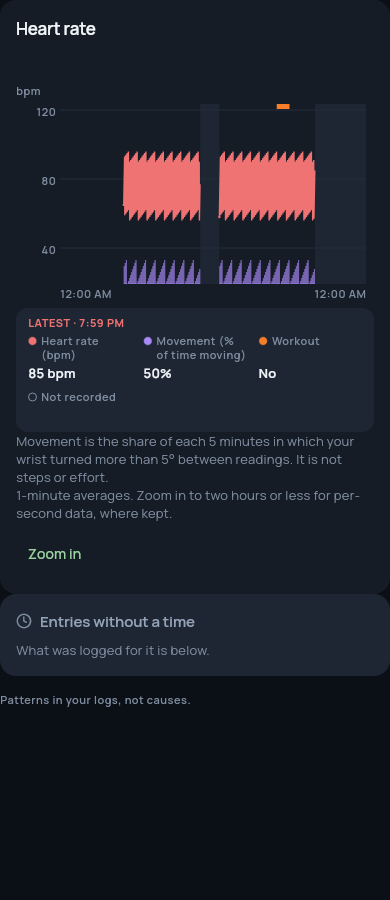 Heart rate
bpm
120
80
40
12:00 AM
12:00 AM
LATEST · 7:59 PM
Heart rate (bpm)
85 bpm
Movement (% of time moving)
50%
Workout
No
Not recorded
Movement is the share of each 5 minutes in which your
wrist turned more than 5° between readings. It is not
steps or effort.
1-minute averages. Zoom in to two hours or less for per-
second data, where kept.
Zoom in
Entries without a time
What was logged for it is below.
Patterns in your logs, not causes.